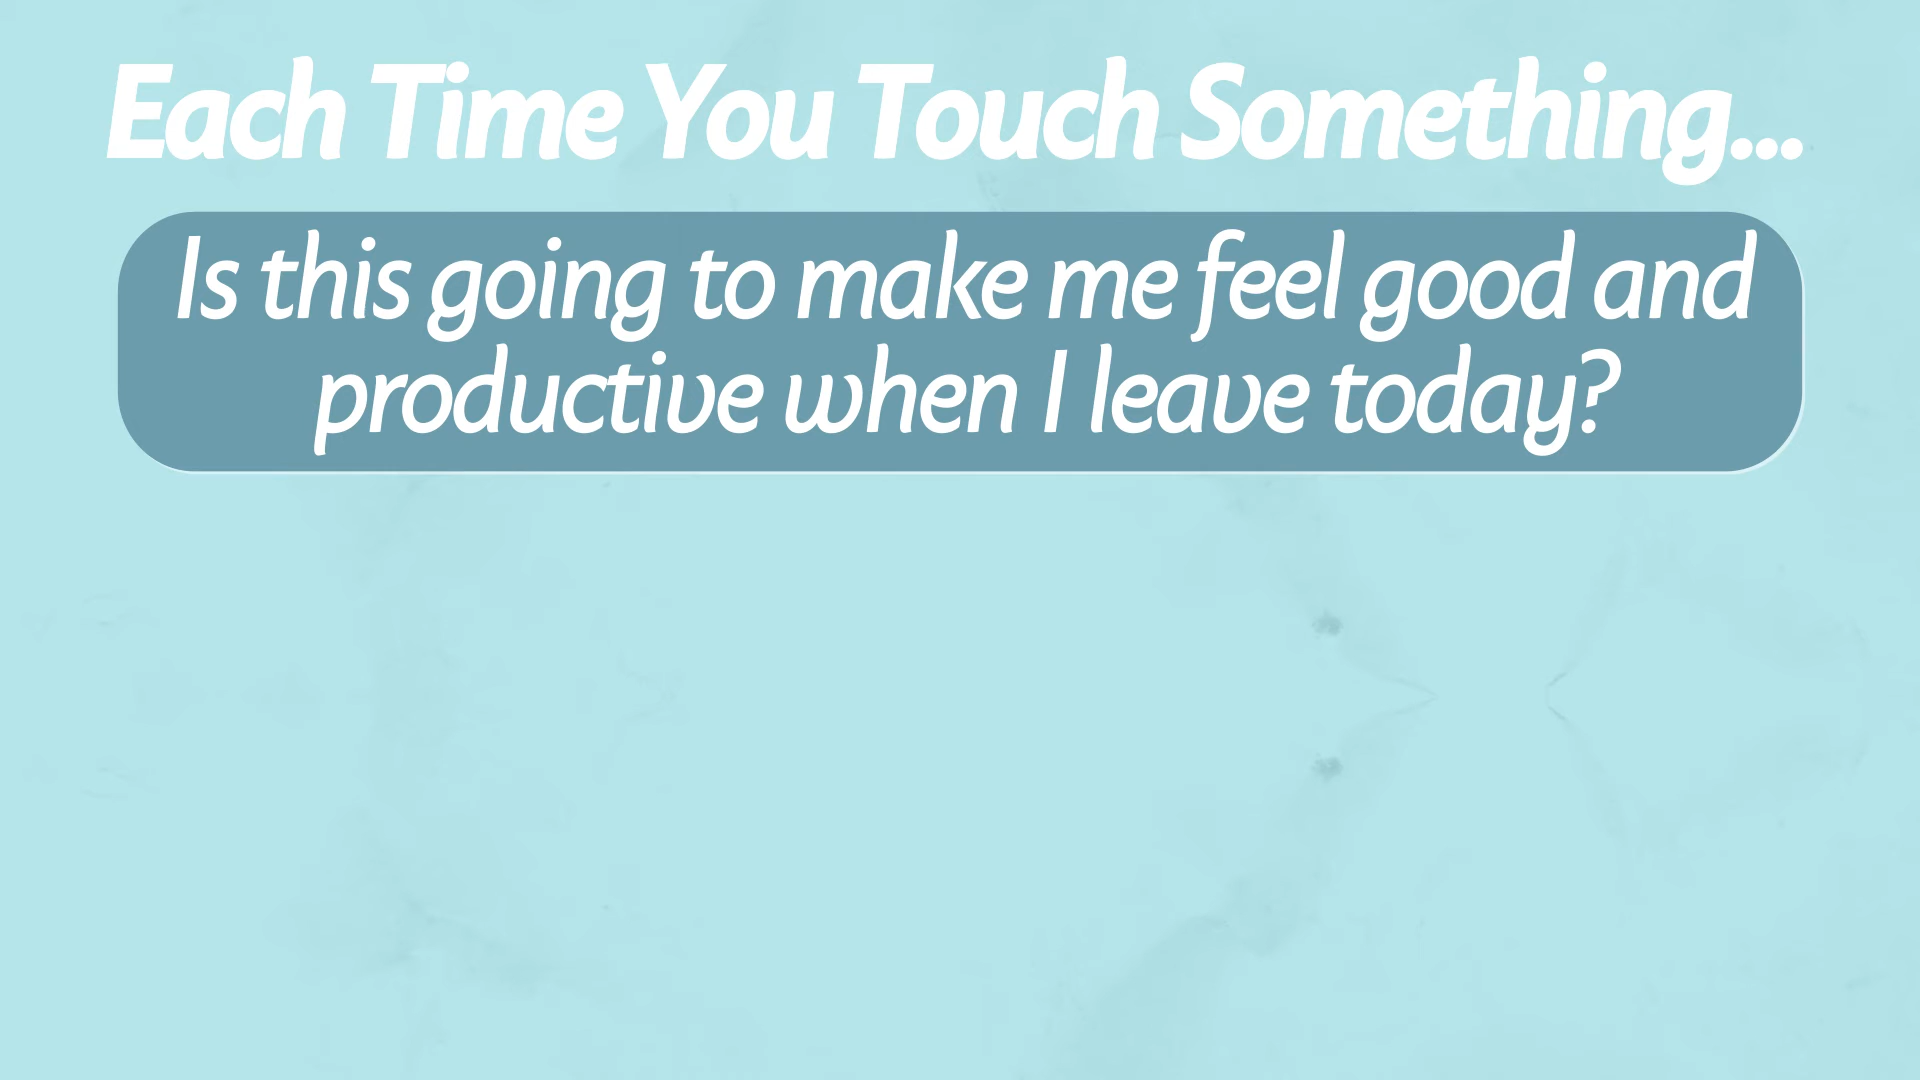 Each Time You Touch Something...
Is this going to make me feel good and
productive when I leave today?